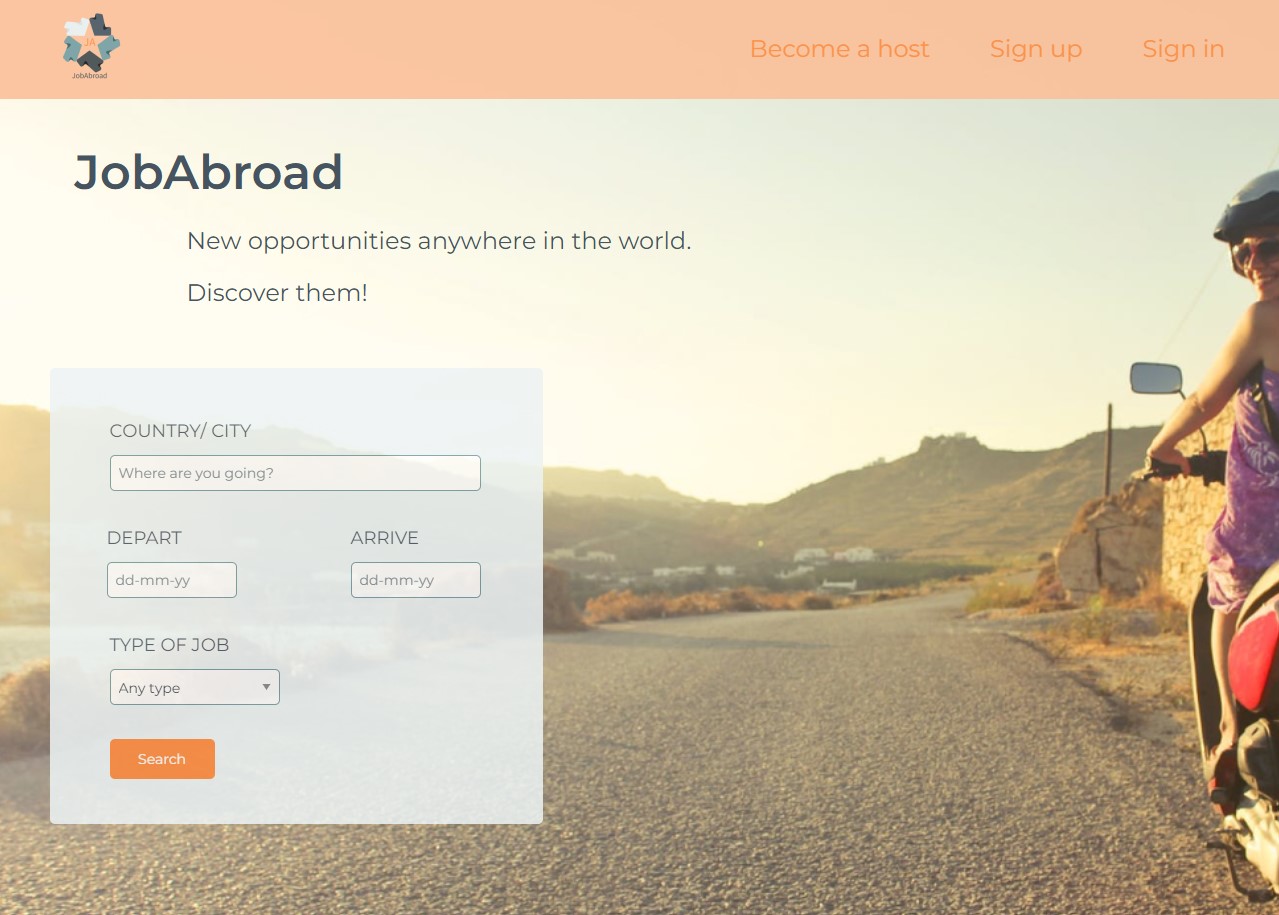 JA
JobAbroad
Become a host
Sign up
Sign in
JobAbroad
New opportunities anywhere in the world.
Discover them!
COUNTRY/ CITY
Where are you going?
DEPART
ARRIVE
dd-mm-yy
dd-mm-yy
TYPE OF JOB
Any type
Search